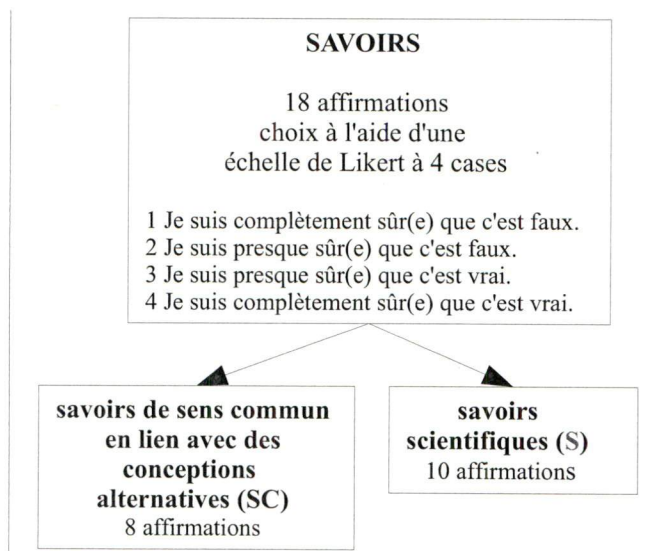 SAVOIRS
18 affirmations
choix à l'aide d'une
échelle de Likert à 4 cases
1 Je suis complètement sûr(e) que c'est faux.
2 Je suis presque sûr(e) que c'est faux.
3 Je suis presque sûr(e) que c'est vrai.
4 Je suis complètement sûr(e) que c'est vrai.
savoirs de sens commun
en lien avec des
conceptions
alternatives (SC)
8 affirmations
savoirs
scientifiques (S)
10 affirmations